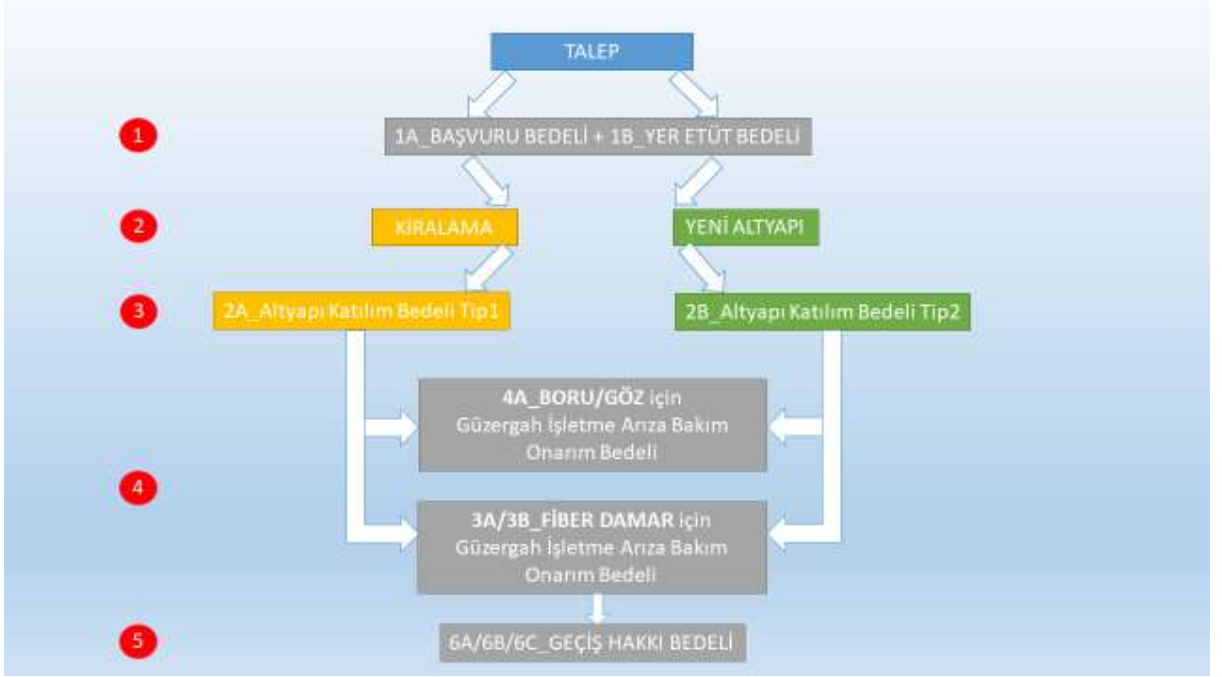 TALEP
1
1A_BAŞVURU BEDELİ + 1B_YER ETÜT BEDELİ
2
KİRALAMA
YENİ ALTYAPI
3
2A_Altyapı Katılım Bedeli Tip1
2B_Altyapı Katılım Bedeli Tip2
4A_BORU/GÖZ için
Güzergah İşletme Arıza Bakım
Onarım Bedeli
4
3A/3B_FİBER DAMAR için
Güzergah İşletme Arıza Bakım
Onarım Bedeli
5
6A/6B/6C_GEÇİŞ HAKKI BEDELİ